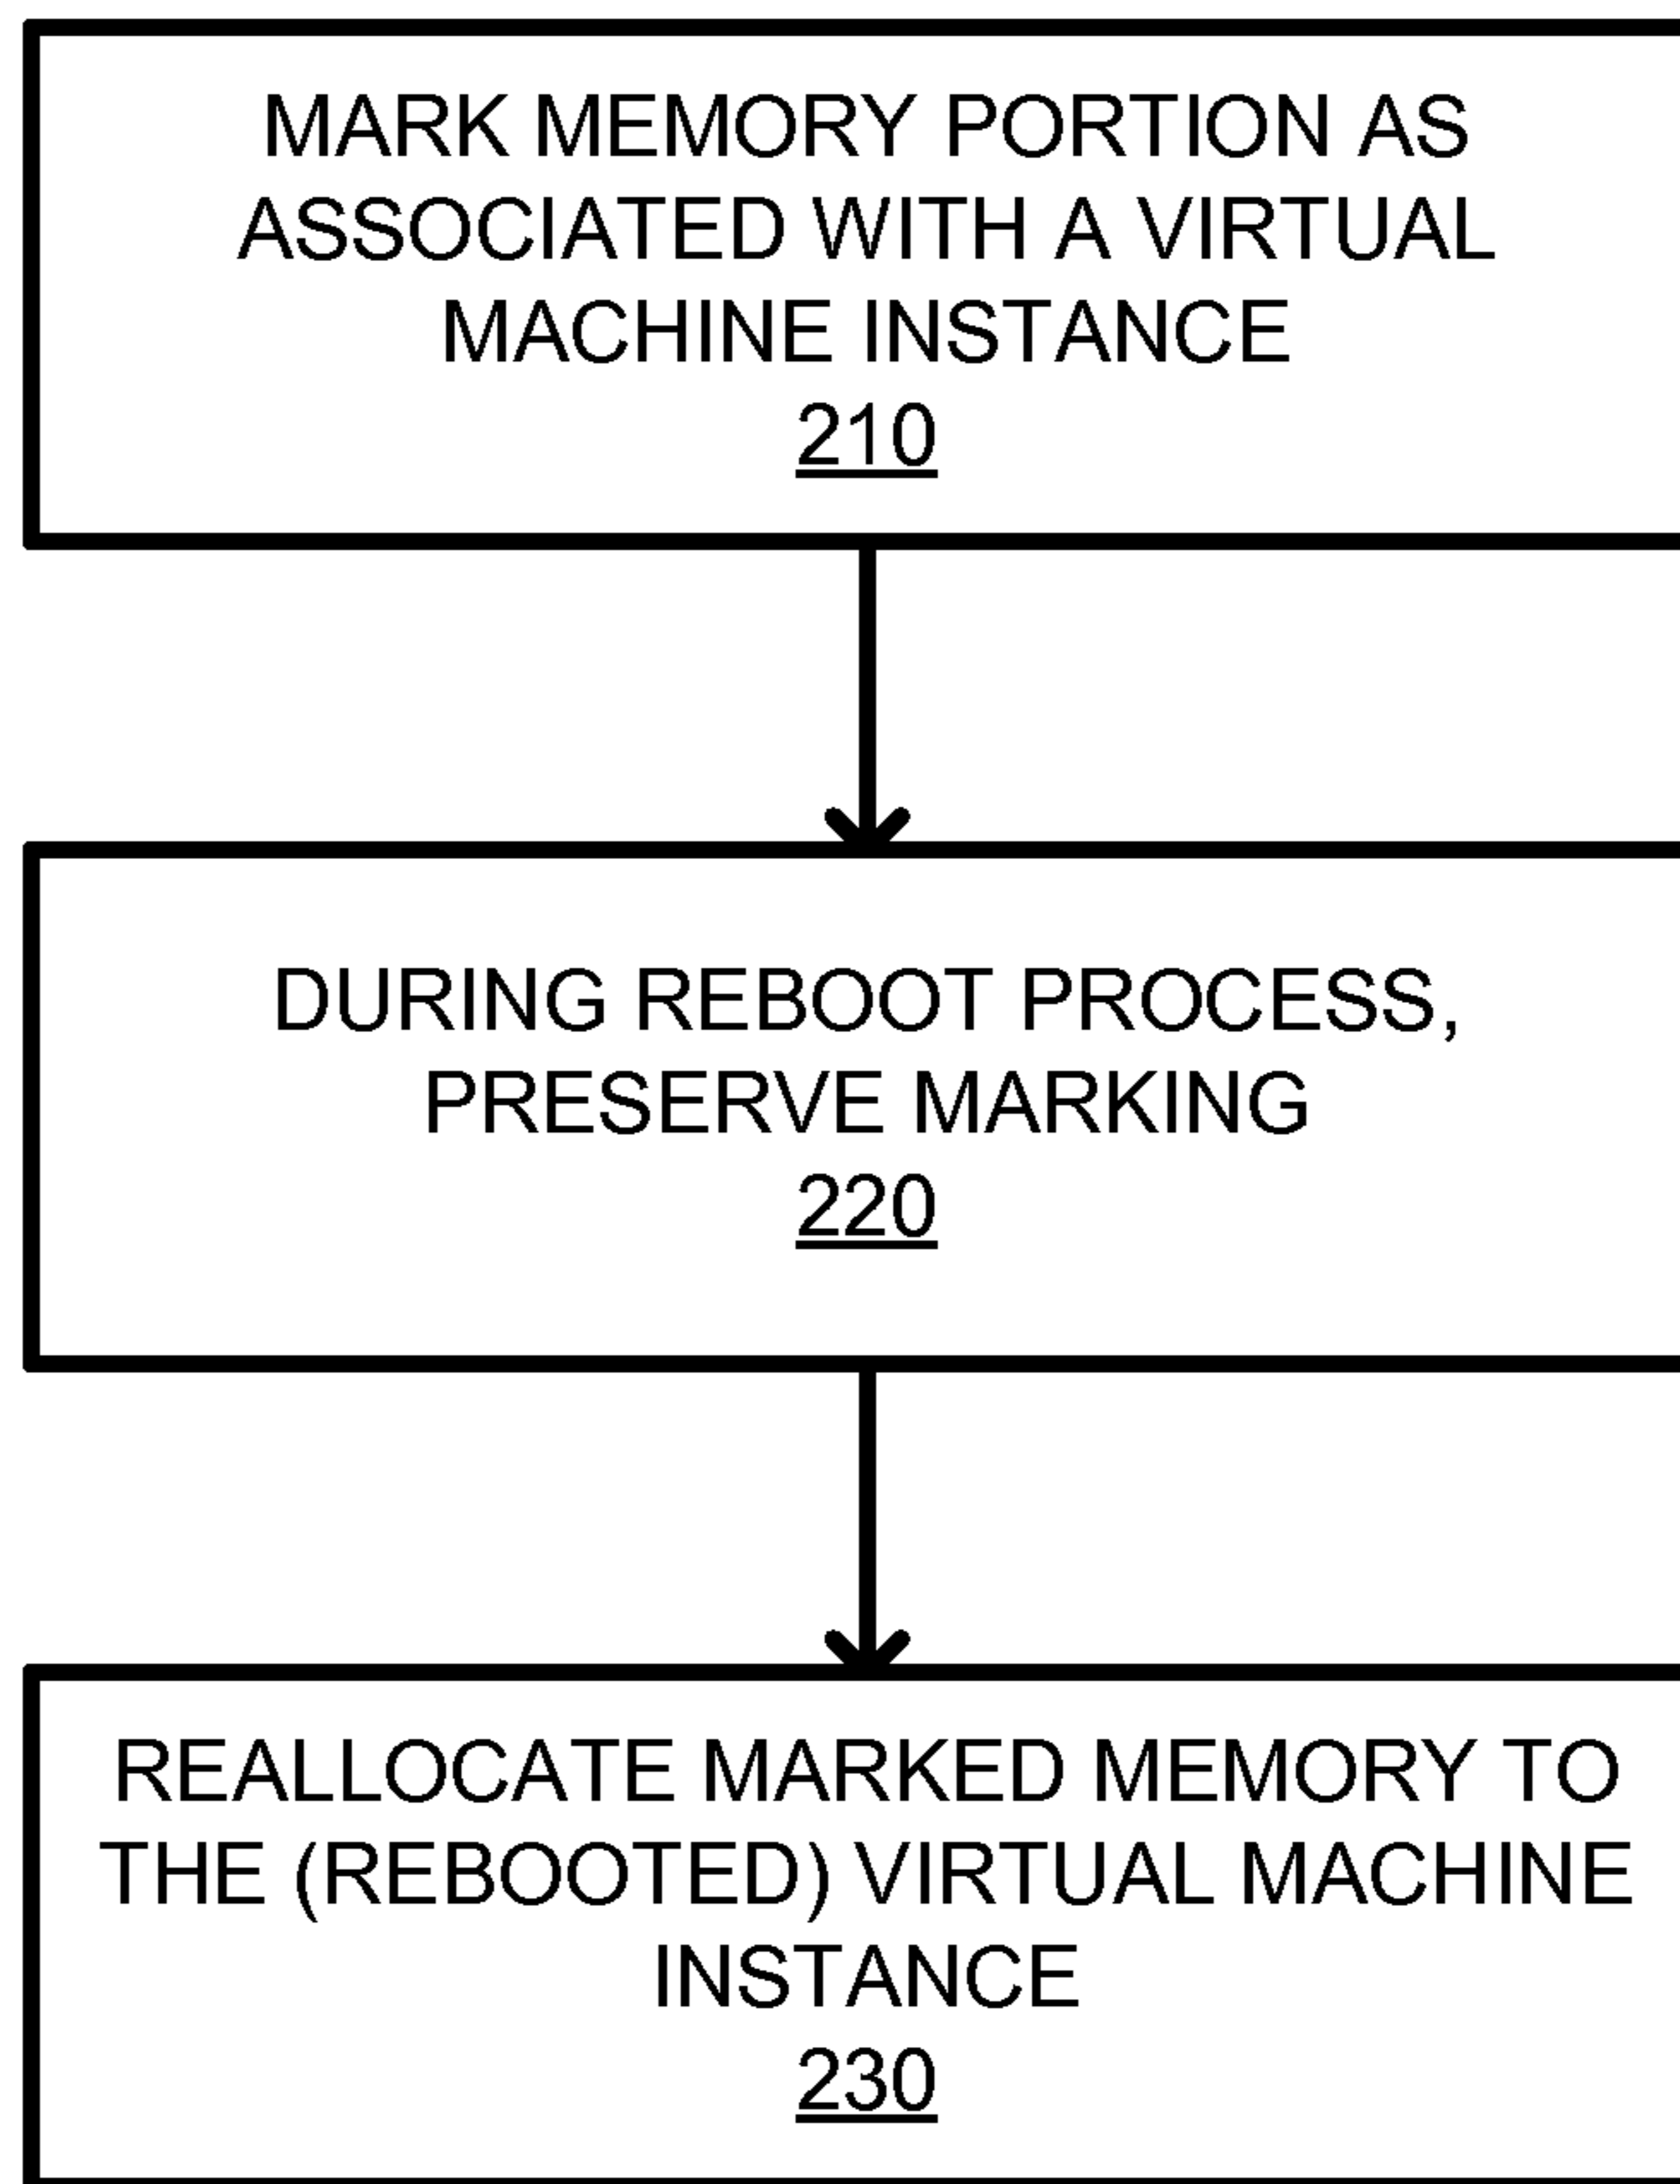 MARK MEMORY PORTION AS
ASSOCIATED WITH A VIRTUAL
MACHINE INSTANCE
210
DURING REBOOT PROCESS,
PRESERVE MARKING
220
REALLOCATE MARKED MEMORY TO
THE (REBOOTED) VIRTUAL MACHINE
INSTANCE
230